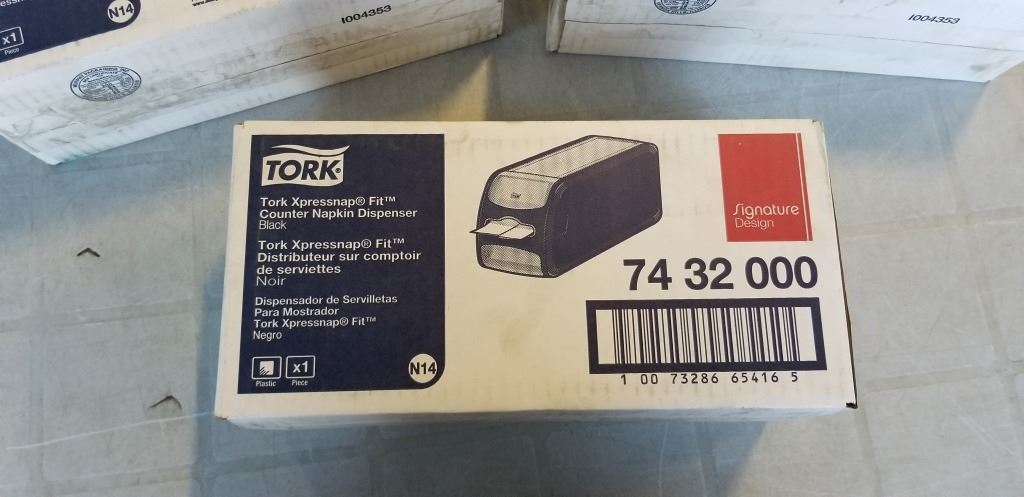 N14
x1
Piece
I004353
I004353
TORK
Tork Xpressnap® Fit™
Counter Napkin Dispenser
Black
Tork Xpressnap® Fit™
Distributeur sur comptoir
de serviettes
Noir
Dispensador de Servilletas
Para Mostrador
Tork Xpressnap® Fit™
Negro
Plastic
x1
Piece
N14
Signature
Design
74 32 000
1 00 73286 65416 5